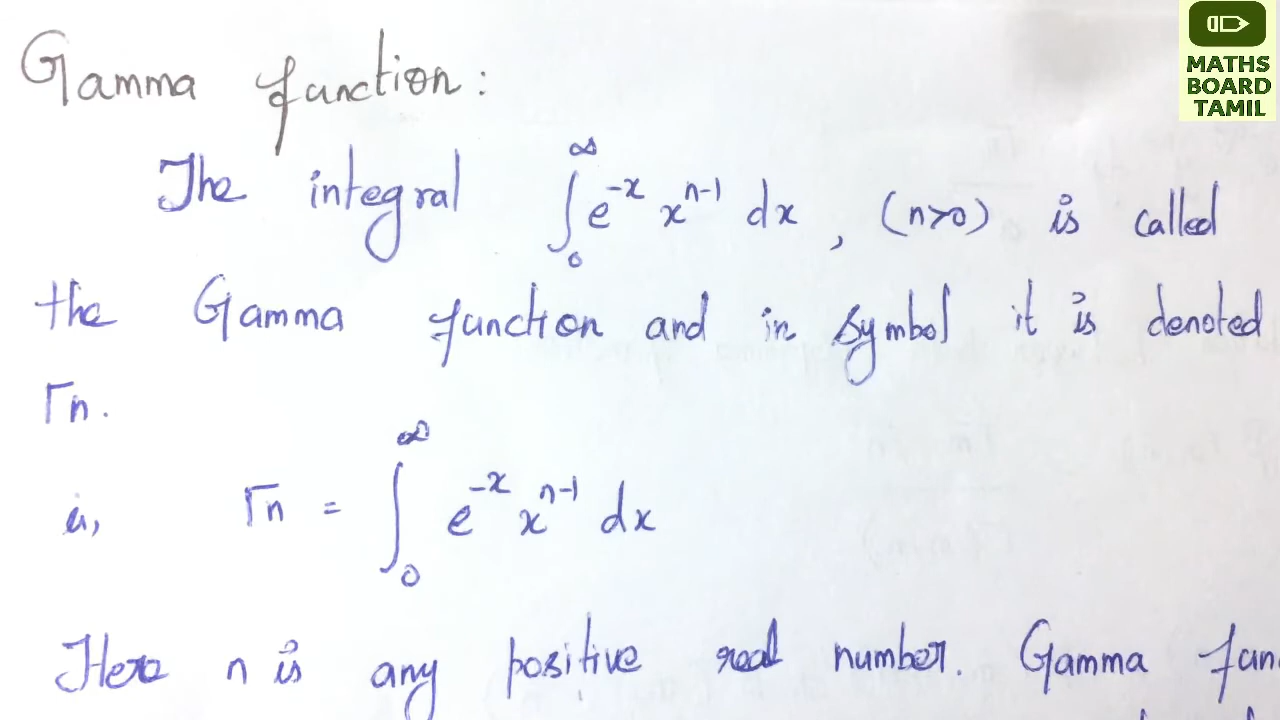 MATHS
BOARD
TAMIL
Gamma function:
The integral ∫₀^∞ e^{-x} x^{n-1} dx, (n>0) is called
the Gamma function and in symbol it is denoted
Γn.
ie, Γn = ∫₀^∞ e^{-x} x^{n-1} dx
Here n is any positive real number. Gamma fun